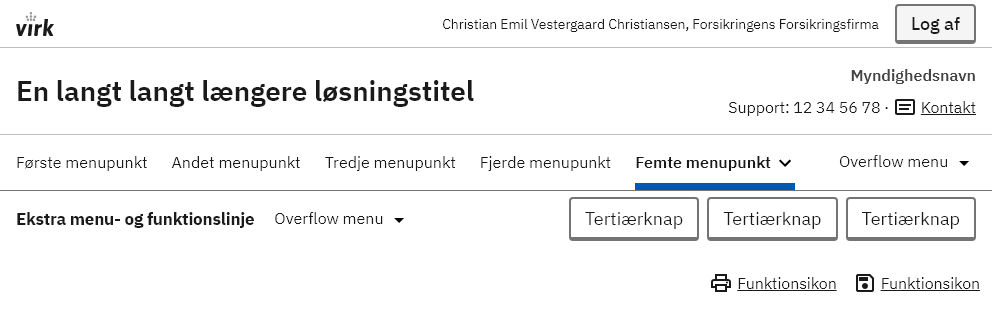 virk
Christian Emil Vestergaard Christiansen, Forsikringens Forsikringsfirma
Log af
En langt langt længere løsningstitel
Myndighedsnavn
Support: 12 34 56 78 · Kontakt
Første menupunkt Andet menupunkt Tredje menupunkt Fjerde menupunkt Femte menupunkt Overflow menu
Ekstra menu- og funktionslinje Overflow menu Tertiærknap Tertiærknap Tertiærknap
Funktionsikon Funktionsikon